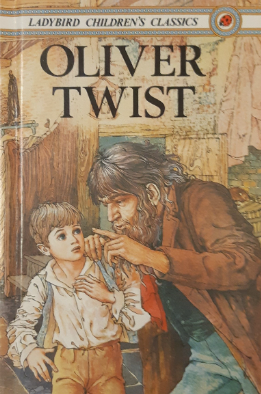 LADYBIRD CHILDREN'S CLASSICS
OLIVER
TWIST